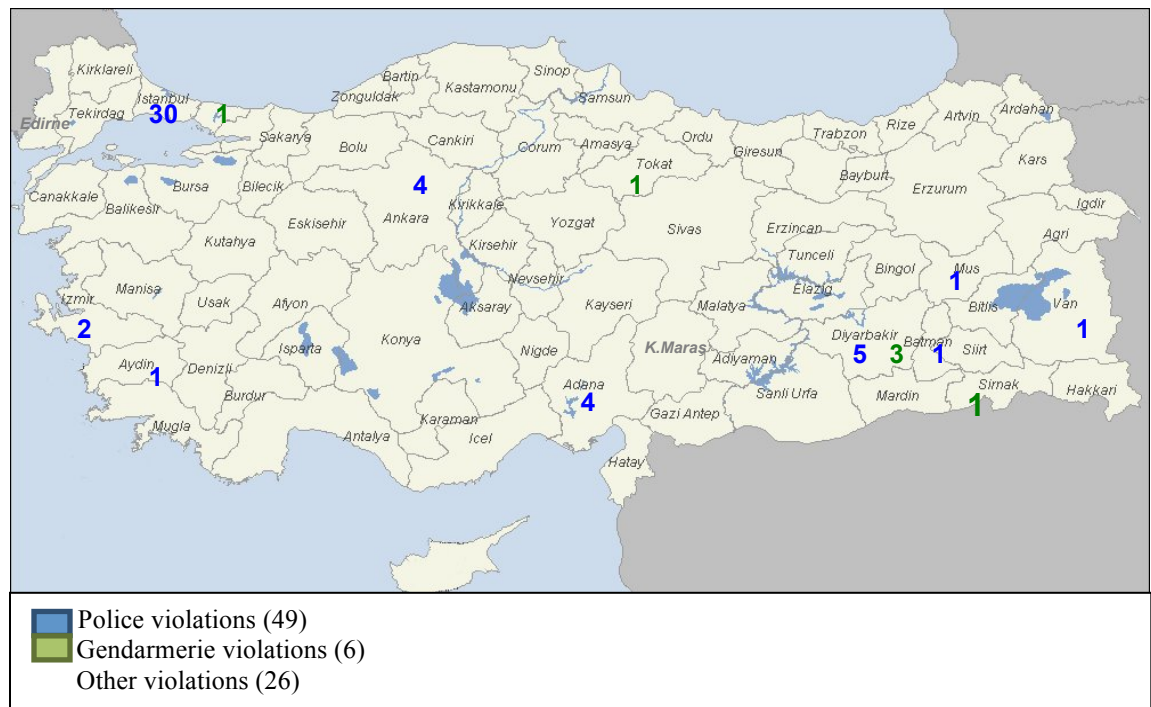 Kirklareli
Sinop
Bartin
Kastamonu
Istanbul
Zonguldak
Samsun
Ardahan
Tekirdag
30
1
Artvin
Edirne
Rize
Sakarya
Cankiri
Ordu
Trabzon
Bolu
Corum
Amasya
Giresun
Kars
Tokat
Bayburt
Erzurum
4
1
Canakkale
Bursa
Bilecik
Igdir
Balikesir
Kirikkale
Ankara
Eskisehir
Yozgat
Sivas
Erzincan
Agri
Kutahya
Kirsehir
Tunceli
Mus
Bingol
1
Nevsehir
Manisa
Elazig
Izmir
Usak
Afyon
Aksaray
Kayseri
Malatya
Bitlis
Van
2
1
Konya
Diyarbakir
Batman
K.Maraş
5
3
1
Siirt
Isparta
Nigde
Adiyaman
Aydin
Denizli
1
Adana
Sirnak
Burdur
4
Sanli Urfa
Mardin
1
Hakkari
Karaman
Gazi Antep
Mugla
Antalya
Icel
Hatay
Police violations (49)
Gendarmerie violations (6)
Other violations (26)